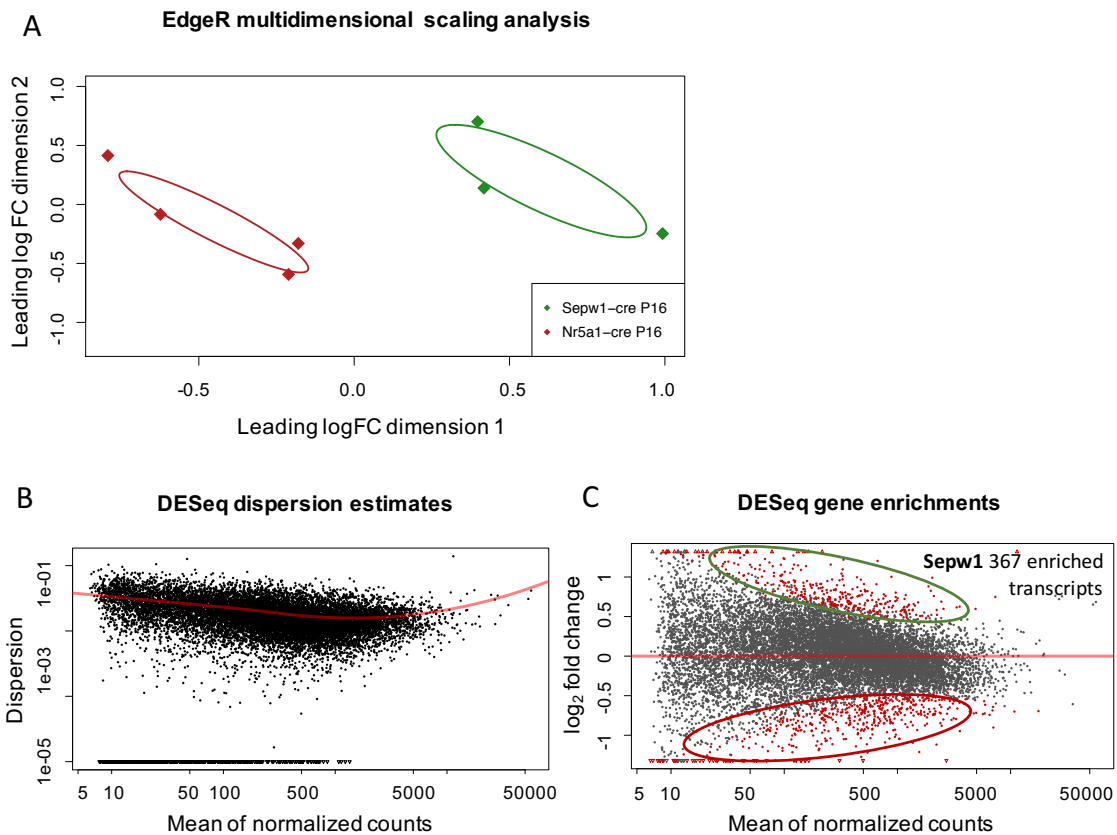 A
EdgeR multidimensional scaling analysis
Leading log FC dimension 2
1.0
0.5
0.0
-0.5
-1.0
Sepw1-cre P16
Nr5a1-cre P16
-0.5
0.0
0.5
1.0
Leading logFC dimension 1
B
DESeq dispersion estimates
Dispersion
1e-01
1e-03
1e-05
5
10
50
100
500
5000
50000
Mean of normalized counts
C
DESeq gene enrichments
log2 fold change
1
0.5
0
-0.5
-1
Sepw1 367 enriched
transcripts
5
10
50
500
5000
50000
Mean of normalized counts